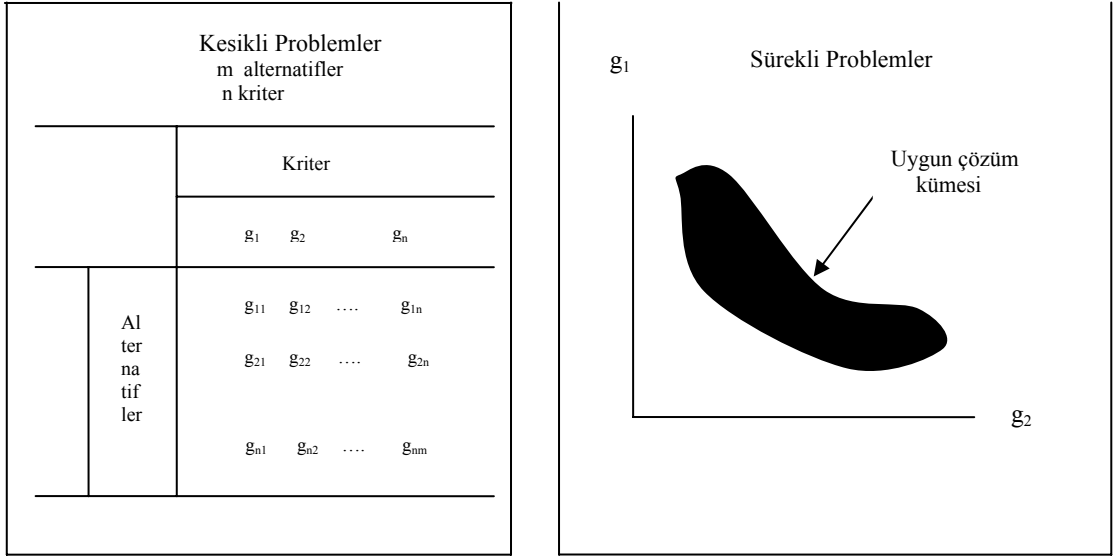 Kesikli Problemler
m alternatifler
n kriter
Kriter
g₁ g₂ gₙ
Al
ter
na
tif
ler
g₁₁ g₁₂ .... g₁ₙ
g₂₁ g₂₂ .... g₂ₙ
gₙ₁ gₙ₂ .... gₙₘ
Sürekli Problemler
g₁
Uygun çözüm
kümesi
g₂